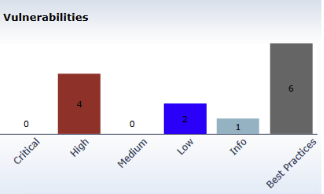 Vulnerabilities
0
4
0
2
1
6
Critical
High
Medium
Low
Info
Best Practices